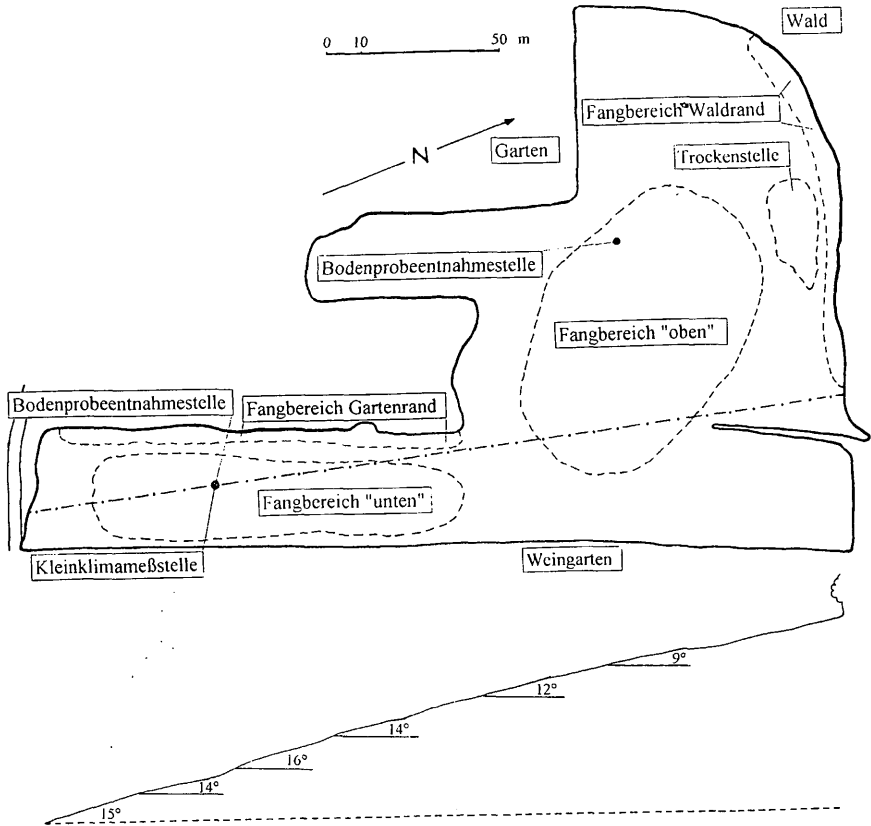 Wald
0 10 50 m
Fangbereich Waldrand
N
Garten
Trockenstelle
Bodenprobeentnahmestelle
Fangbereich "oben"
Bodenprobeentnahmestelle
Fangbereich Gartenrand
Fangbereich "unten"
Kleinklimameßstelle
Weingarten
9°
12°
14°
16°
14°
15°